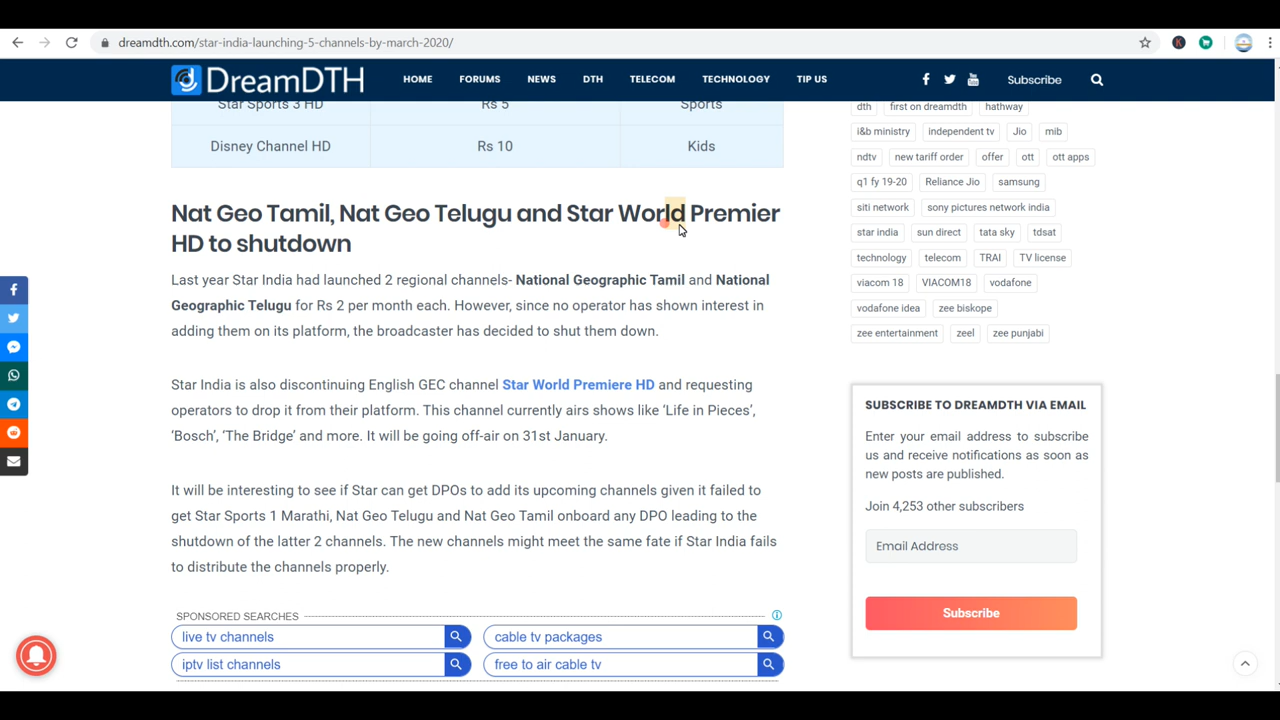 dreamdth.com/star-india-launching-5-channels-by-march-2020/
K
DreamDTH
HOME FORUMS NEWS DTH TELECOM TECHNOLOGY TIP US
Subscribe
Star Sports 3 HD Rs 5 Sports
Disney Channel HD Rs 10 Kids
Nat Geo Tamil, Nat Geo Telugu and Star World Premier
HD to shutdown
Last year Star India had launched 2 regional channels- National Geographic Tamil and National
Geographic Telugu for Rs 2 per month each. However, since no operator has shown interest in
adding them on its platform, the broadcaster has decided to shut them down.
Star India is also discontinuing English GEC channel Star World Premiere HD and requesting
operators to drop it from their platform. This channel currently airs shows like ‘Life in Pieces’,
‘Bosch’, ‘The Bridge’ and more. It will be going off-air on 31st January.
It will be interesting to see if Star can get DPOs to add its upcoming channels given it failed to
get Star Sports 1 Marathi, Nat Geo Telugu and Nat Geo Tamil onboard any DPO leading to the
shutdown of the latter 2 channels. The new channels might meet the same fate if Star India fails
to distribute the channels properly.
SPONSORED SEARCHES
live tv channels cable tv packages
iptv list channels free to air cable tv
dth first on dreamdth hathway
i&b ministry independent tv Jio mib
ndtv new tariff order offer ott ott apps
q1 fy 19-20 Reliance Jio samsung
siti network sony pictures network india
star india sun direct tata sky tdsat
technology telecom TRAI TV license
viacom 18 VIACOM18 vodafone
vodafone idea zee biskope
zee entertainment zeel zee punjabi
SUBSCRIBE TO DREAMDTH VIA EMAIL
Enter your email address to subscribe
us and receive notifications as soon as
new posts are published.
Join 4,253 other subscribers
Email Address
Subscribe